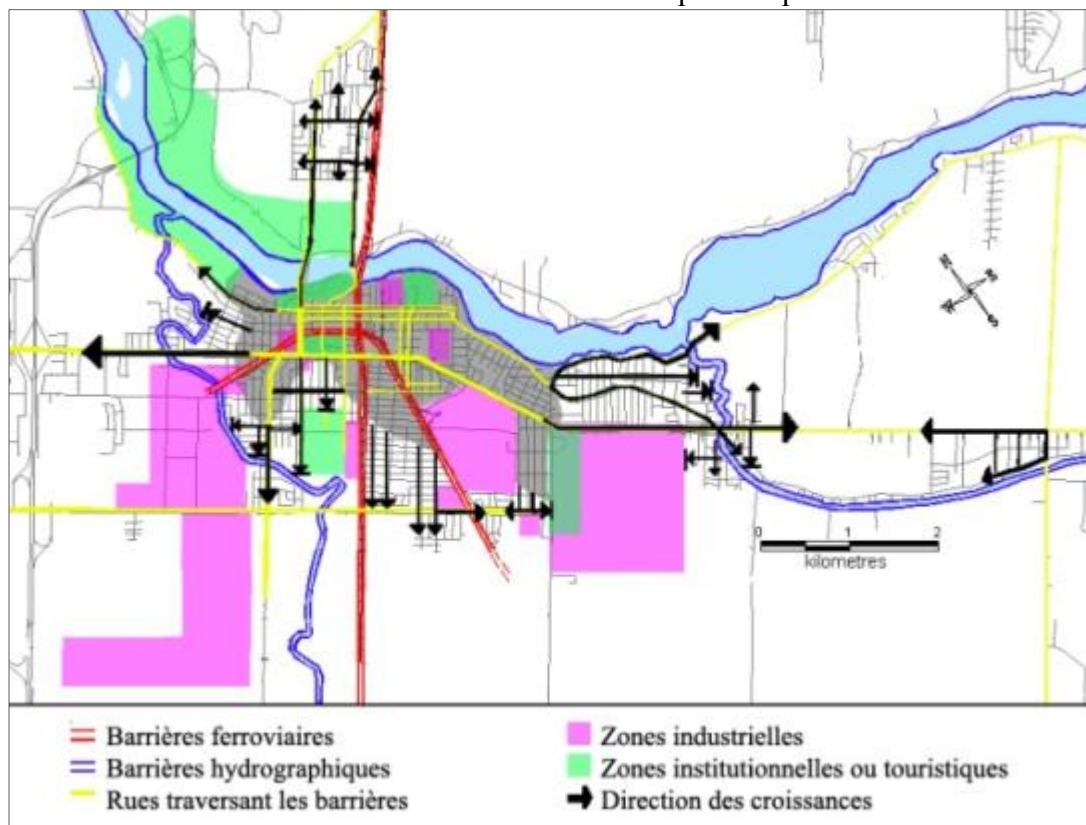 0 1 2
kilometres
Barrières ferroviaires
Barrières hydrographiques
Rues traversant les barrières
Zones industrielles
Zones institutionnelles ou touristiques
Direction des croissances